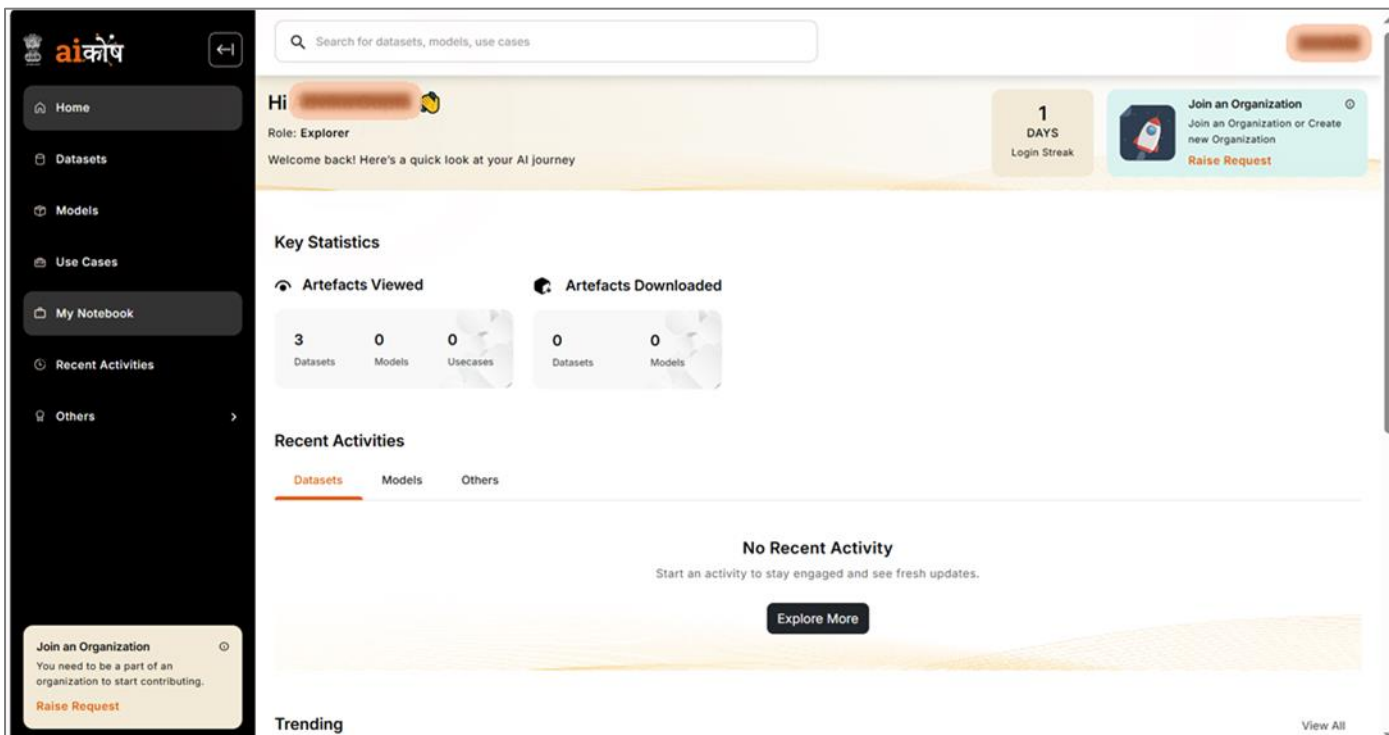 aiकोष
Home
Datasets
Models
Use Cases
My Notebook
Recent Activities
Others
Join an Organization
You need to be a part of an
organization to start contributing.
Raise Request
Search for datasets, models, use cases
Hi
Role: Explorer
Welcome back! Here's a quick look at your AI journey
1
DAYS
Login Streak
Join an Organization
Join an Organization or Create
new Organization
Raise Request
Key Statistics
Artefacts Viewed
3 0 0
Datasets Models Usecases
Artefacts Downloaded
0 0
Datasets Models
Recent Activities
Datasets Models Others
No Recent Activity
Start an activity to stay engaged and see fresh updates.
Explore More
Trending
View All